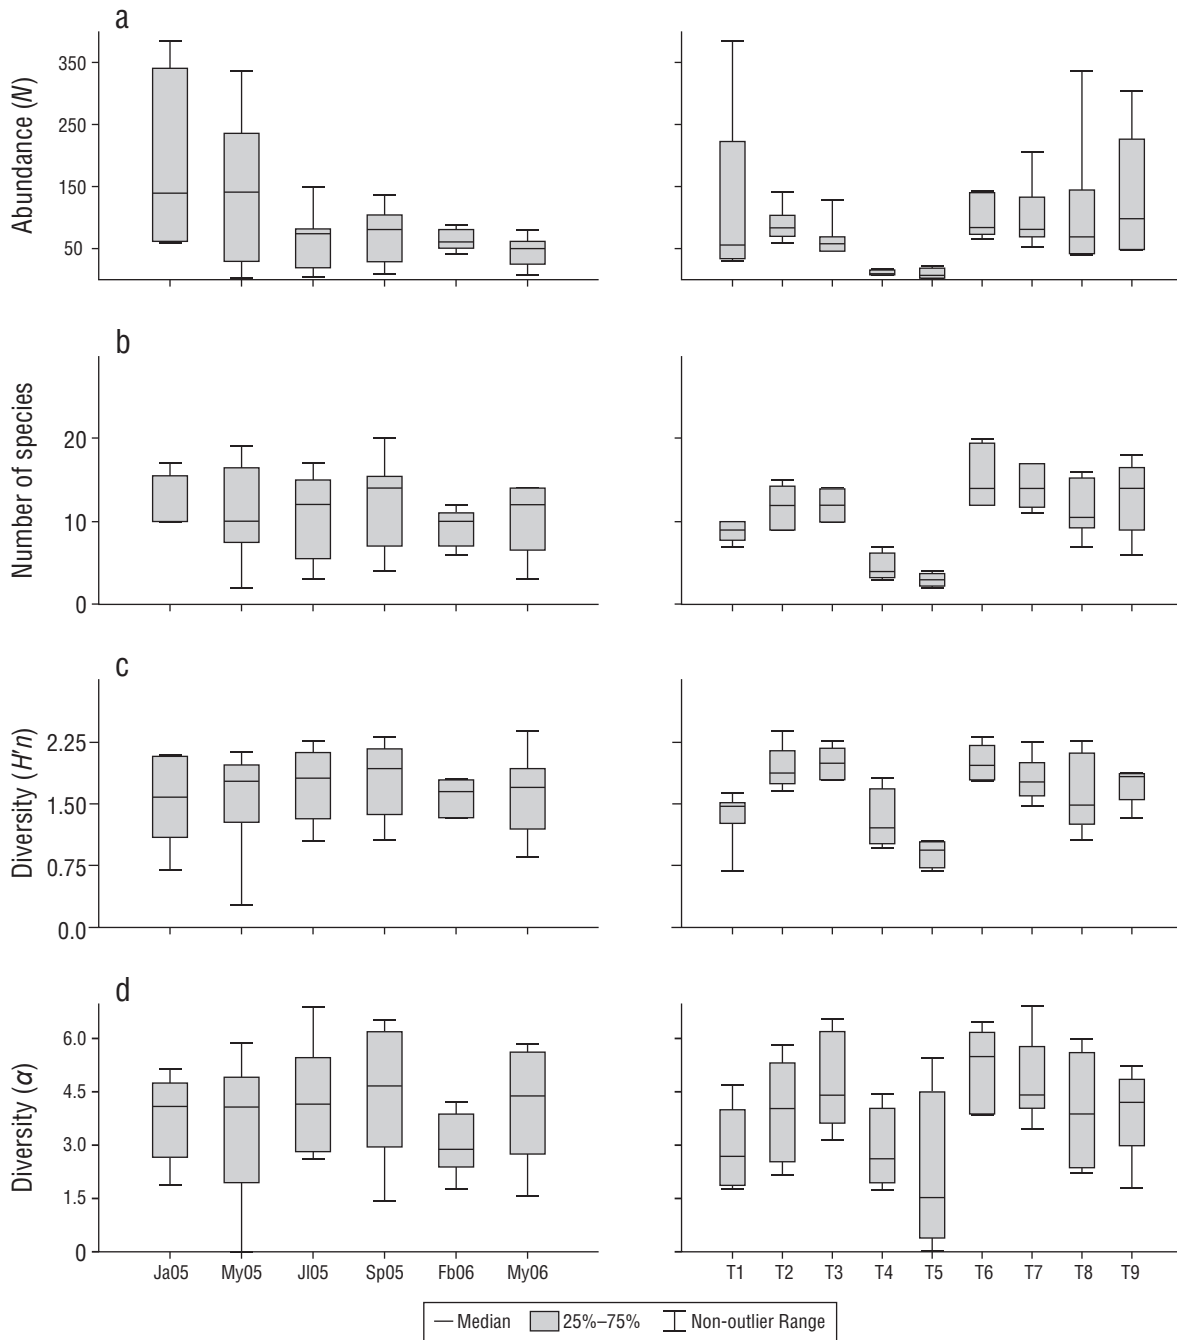 a
Abundance (N)
350
250
150
50
b
Number of species
20
10
0
c
Diversity (H'n)
2.25
1.50
0.75
0.0
d
Diversity (α)
6.0
4.5
3.0
1.5
0
Ja05 My05 Jl05 Sp05 Fb06 My06
T1 T2 T3 T4 T5 T6 T7 T8 T9
Median 25%–75% Non-outlier Range